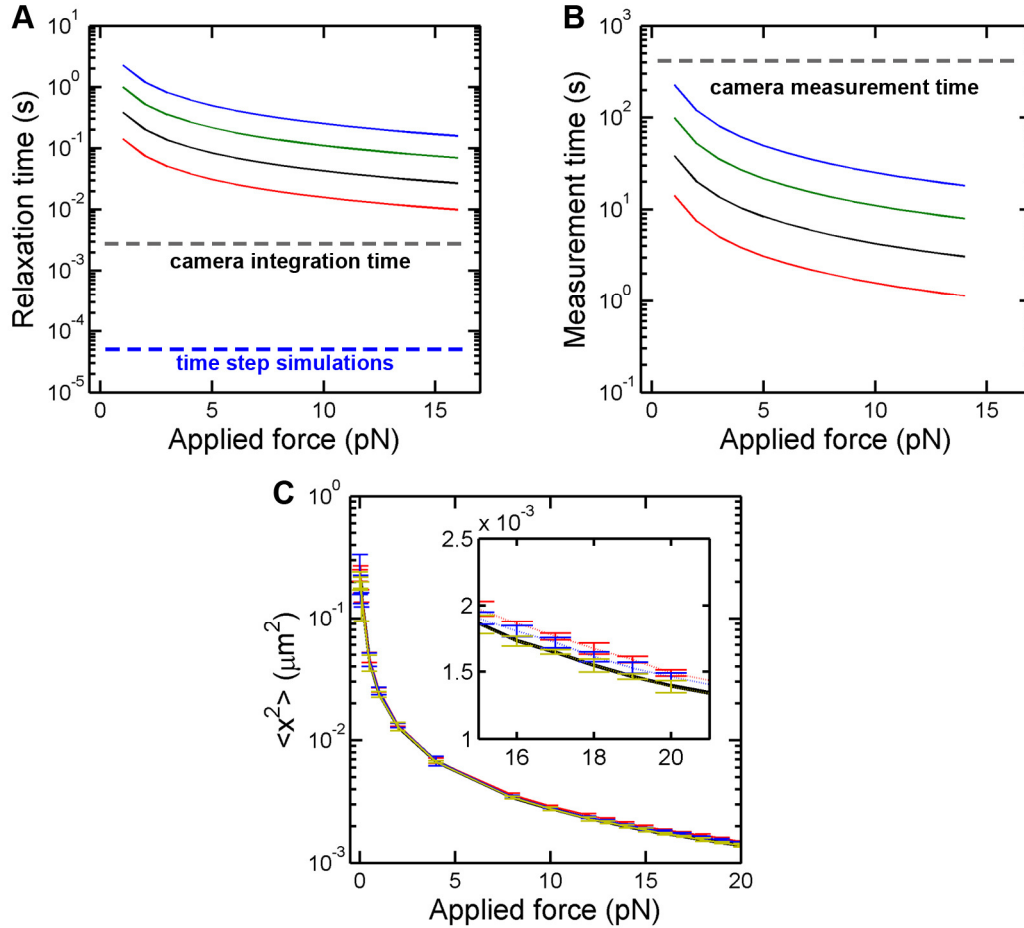 A
Relaxation time (s)
10^1
10^0
10^-1
10^-2
10^-3
10^-4
10^-5
camera integration time
time step simulations
0 5 10 15
Applied force (pN)
B
Measurement time (s)
10^3
10^2
10^1
10^0
10^-1
camera measurement time
0 5 10 15
Applied force (pN)
C
<x^2> (μm^2)
10^0
10^-1
10^-2
10^-3
x 10^-3
2.5
2
1.5
1
16 18 20
0 5 10 15 20
Applied force (pN)